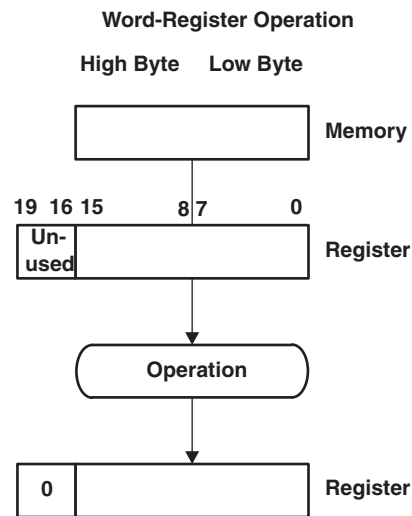 Word-Register Operation
High Byte Low Byte
Memory
19 16 15 8 7 0
Un-
used
Register
Operation
0
Register